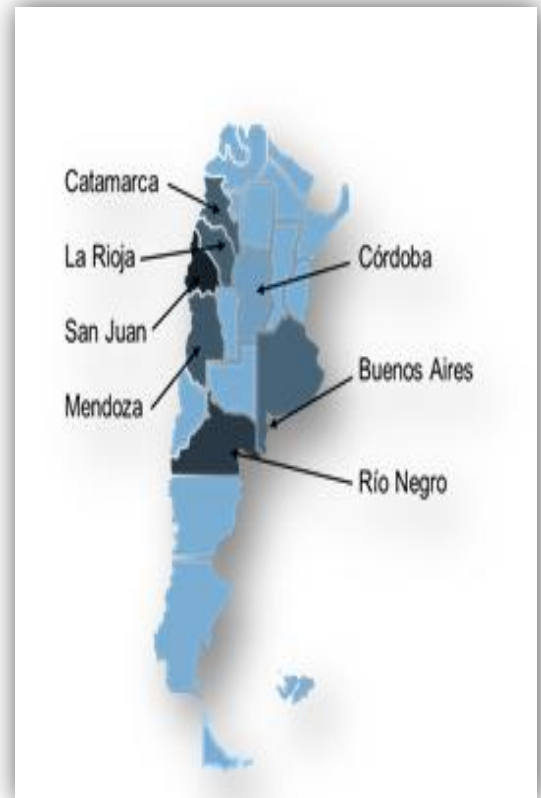 Catamarca
La Rioja
San Juan
Mendoza
Córdoba
Buenos Aires
Río Negro